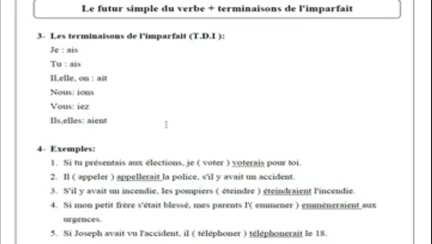 Le futur simple du verbe + terminaisons de l'imparfait
3- Les terminaisons de l'imparfait (T.D.I ):
Je : ais
Tu : ais
Il,elle, on : ait
Nous: ions
Vous: iez
Ils,elles: aient
4- Exemples:
1. Si tu présentais aux élections, je ( voter ) voterais pour toi.
2. Il ( appeler ) appellerait la police, s'il y avait un accident.
3. S'il y avait un incendie, les pompiers ( éteindre ) éteindraient l'incendie.
4. Si mon petit frère s'était blessé, mes parents l'( emmener ) emmèneraient aux
urgences.
5. Si Joseph avait vu l'accident, il ( téléphoner ) téléphonerait le 18.